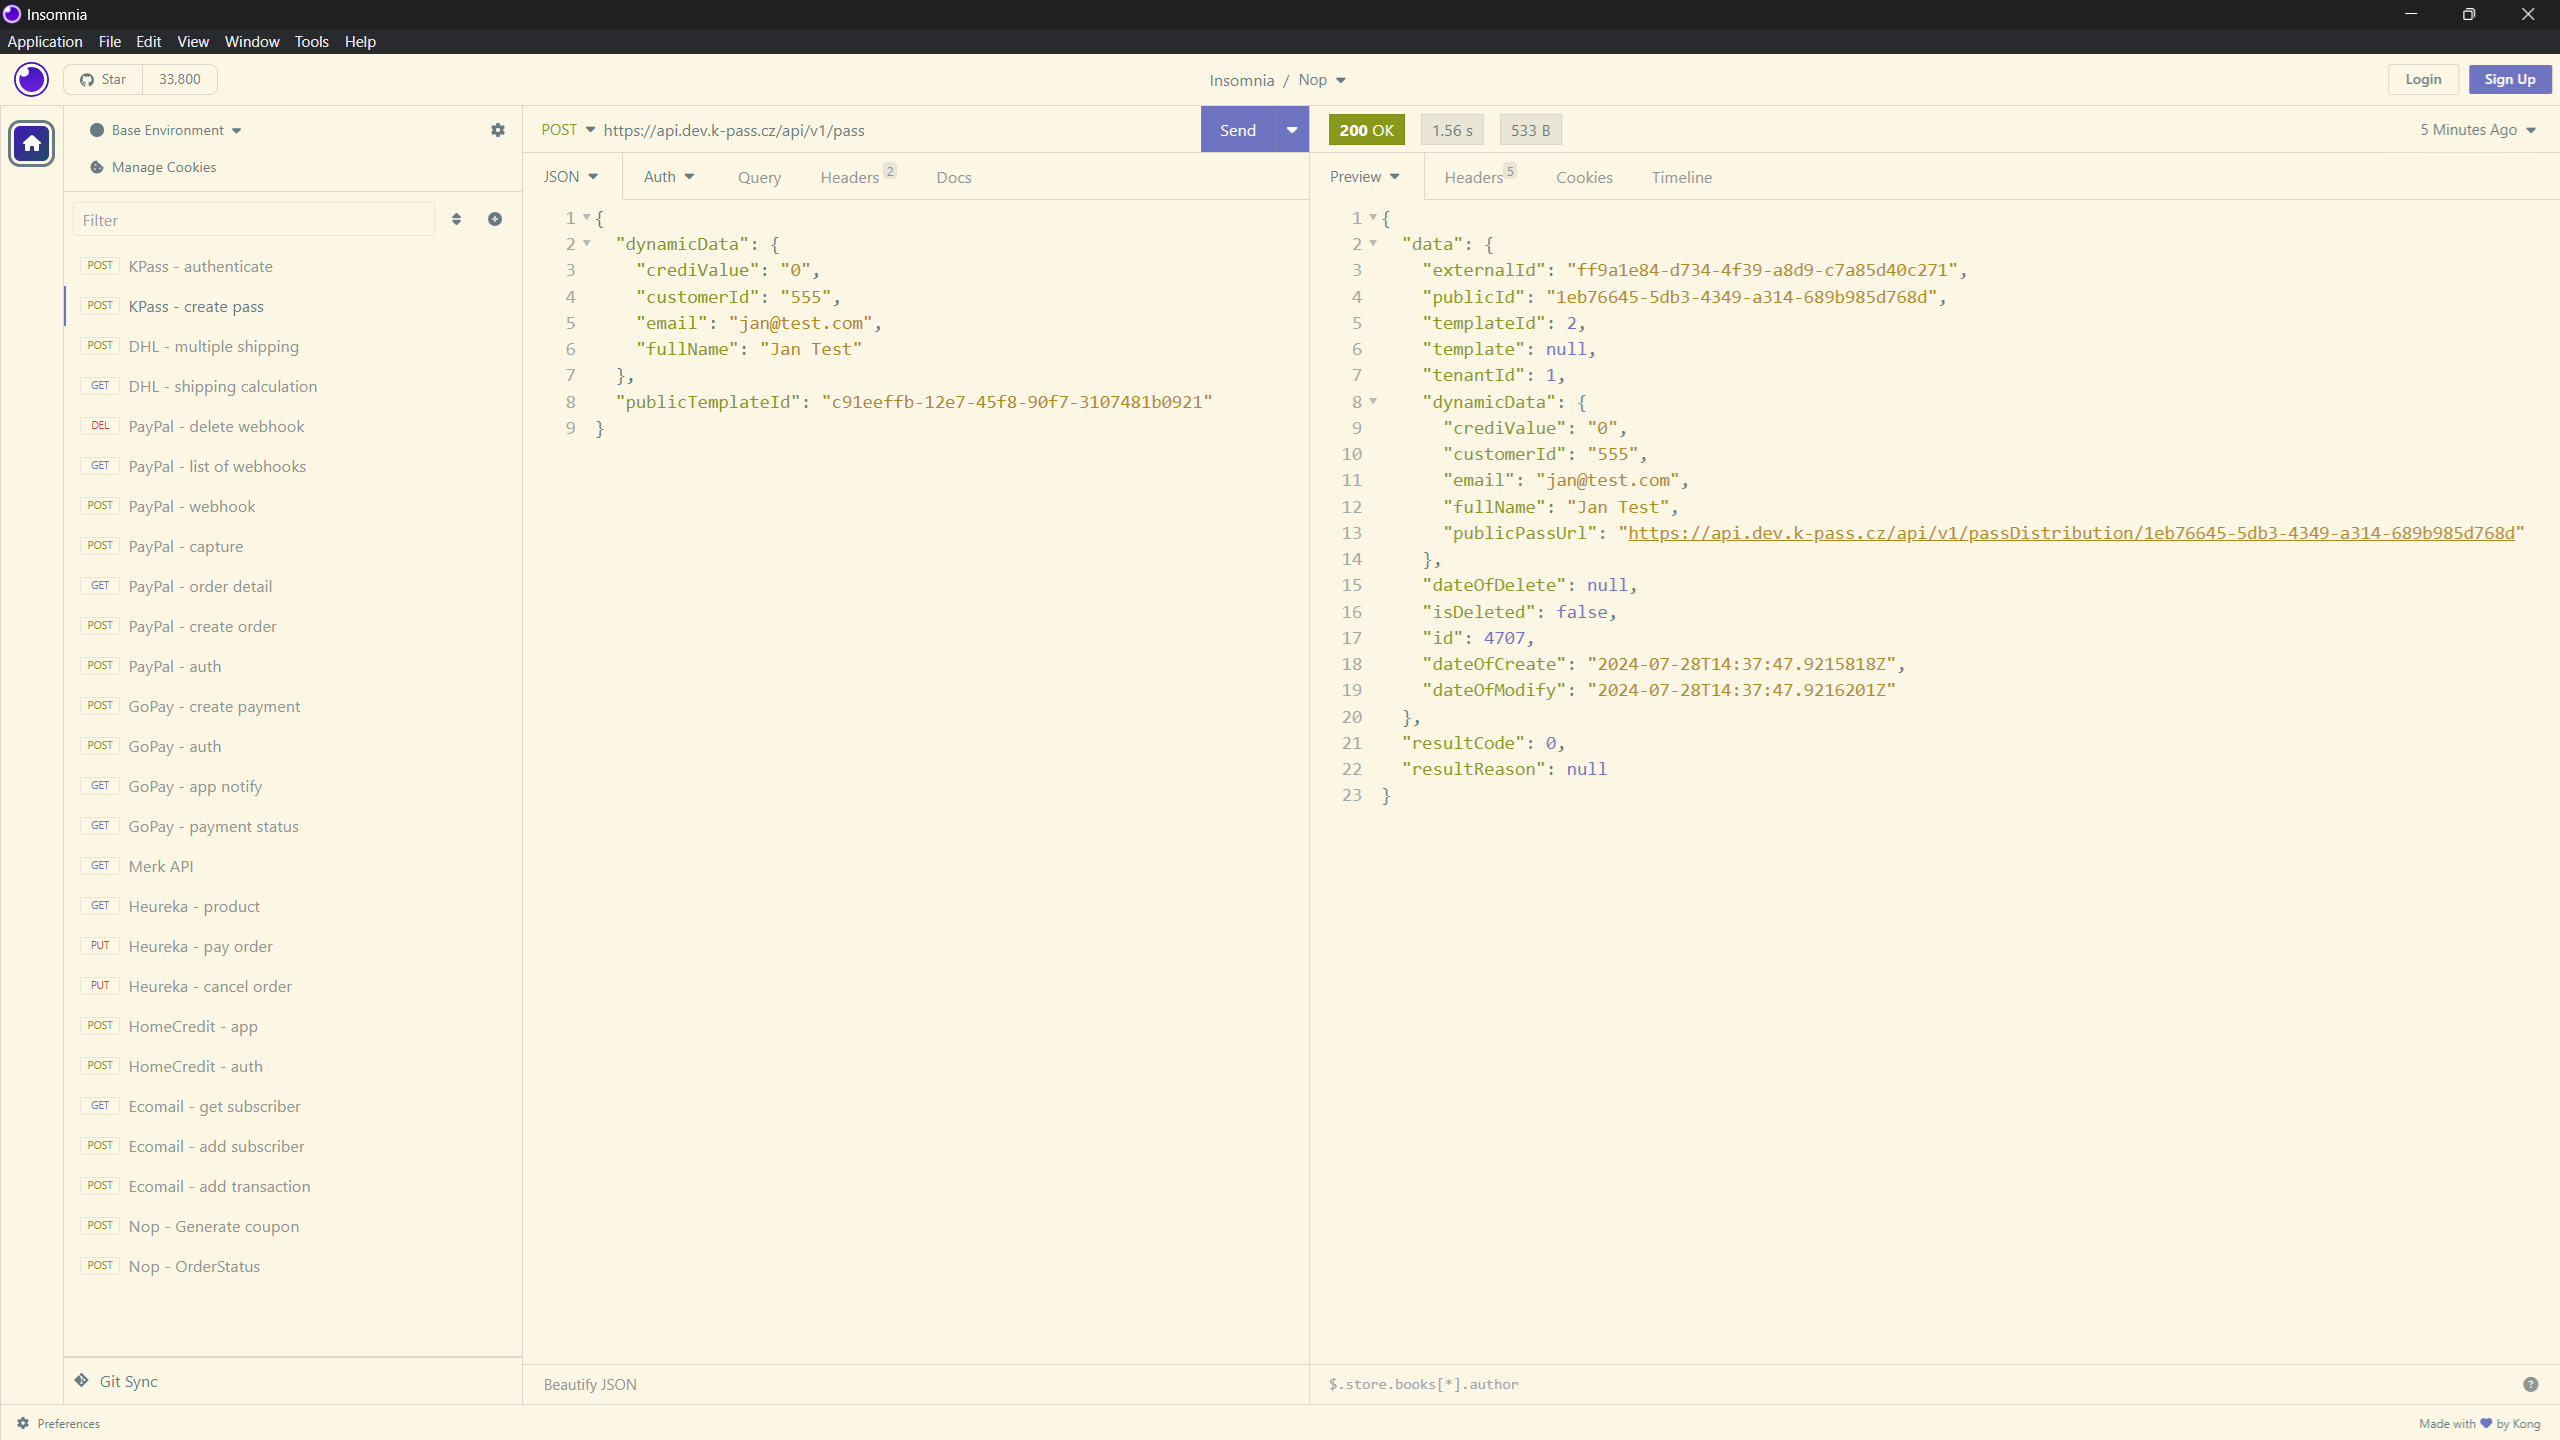 Insomnia
Application File Edit View Window Tools Help
Star 33,800
Insomnia / Nop
Login Sign Up
Base Environment
Manage Cookies
Filter
POST KPass - authenticate
POST KPass - create pass
POST DHL - multiple shipping
GET DHL - shipping calculation
DEL PayPal - delete webhook
GET PayPal - list of webhooks
POST PayPal - webhook
POST PayPal - capture
GET PayPal - order detail
POST PayPal - create order
POST PayPal - auth
POST GoPay - create payment
POST GoPay - auth
GET GoPay - app notify
GET GoPay - payment status
GET Merk API
GET Heureka - product
PUT Heureka - pay order
PUT Heureka - cancel order
POST HomeCredit - app
POST HomeCredit - auth
GET Ecomail - get subscriber
POST Ecomail - add subscriber
POST Ecomail - add transaction
POST Nop - Generate coupon
POST Nop - OrderStatus
Git Sync
Preferences
POST https://api.dev.k-pass.cz/api/v1/pass Send
JSON Auth Query Headers 2 Docs
1 {
2 "dynamicData": {
3 "crediValue": "0",
4 "customerId": "555",
5 "email": "jan@test.com",
6 "fullName": "Jan Test"
7 },
8 "publicTemplateId": "c91eeffb-12e7-45f8-90f7-3107481b0921"
9 }
Beautify JSON
200 OK 1.56 s 533 B 5 Minutes Ago
Preview Headers 5 Cookies Timeline
1 {
2 "data": {
3 "externalId": "ff9a1e84-d734-4f39-a8d9-c7a85d40c271",
4 "publicId": "1eb76645-5db3-4349-a314-689b985d768d",
5 "templateId": 2,
6 "template": null,
7 "tenantId": 1,
8 "dynamicData": {
9 "crediValue": "0",
10 "customerId": "555",
11 "email": "jan@test.com",
12 "fullName": "Jan Test",
13 "publicPassUrl": "https://api.dev.k-pass.cz/api/v1/passDistribution/1eb76645-5db3-4349-a314-689b985d768d"
14 },
15 "dateOfDelete": null,
16 "isDeleted": false,
17 "id": 4707,
18 "dateOfCreate": "2024-07-28T14:37:47.9215818Z",
19 "dateOfModify": "2024-07-28T14:37:47.9216201Z"
20 },
21 "resultCode": 0,
22 "resultReason": null
23 }
$.store.books[*].author
Made with by Kong